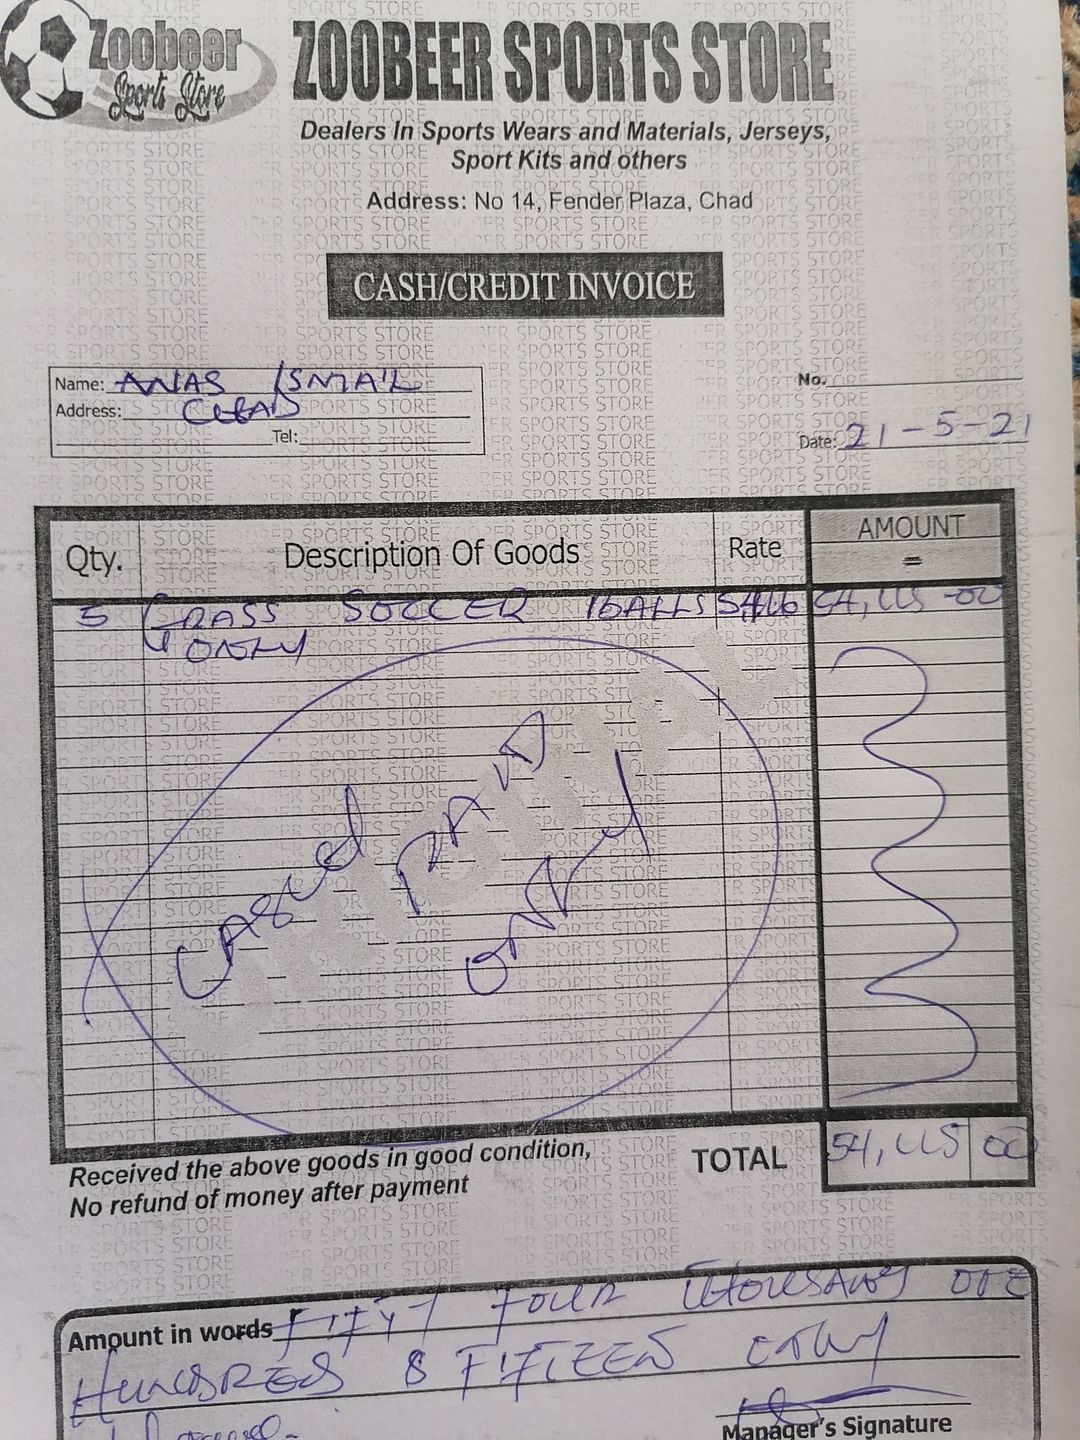 Zoobeer
Sports Store
ZOOBEER SPORTS STORE
Dealers In Sports Wears and Materials, Jerseys,
Sport Kits and others
Address: No 14, Fender Plaza, Chad
CASH/CREDIT INVOICE
Name: ANAS ISMAIL
Address: CHAD
Tel:
No.
Date: 21-5-21
Qty. Description Of Goods Rate AMOUNT
=
5 GRASS SOCCER BALLS 54,115-00
ONLY
CASH
PAID
ONLY
Received the above goods in good condition,
No refund of money after payment
TOTAL 54,115 00
Amount in words FIFTY FOUR THOUSAND ONE
HUNDRED & FIFTEEN ONLY
Manager's Signature